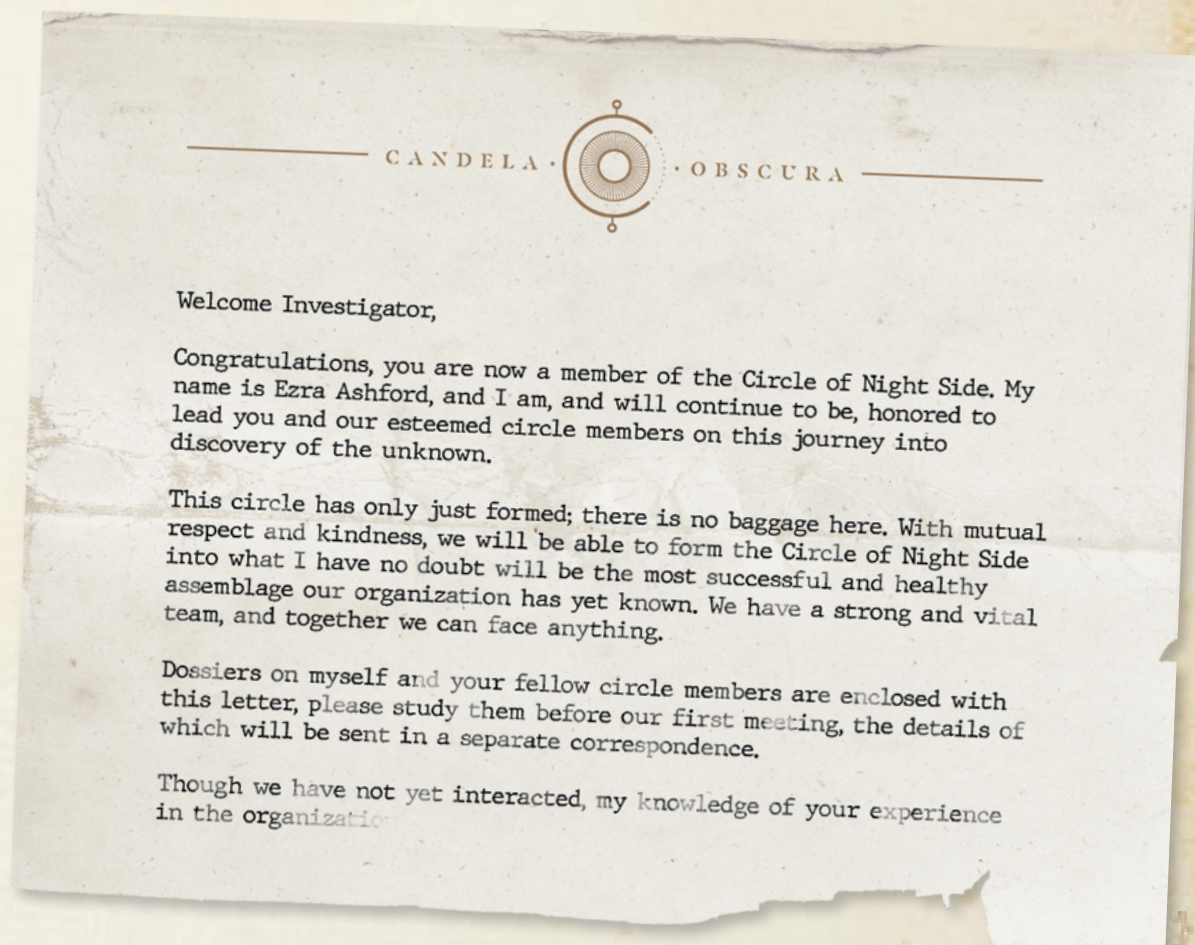 CANDELA · OBSCURA
Welcome Investigator,
Congratulations, you are now a member of the Circle of Night Side. My
name is Ezra Ashford, and I am, and will continue to be, honored to
lead you and our esteemed circle members on this journey into
discovery of the unknown.
This circle has only just formed; there is no baggage here. With mutual
respect and kindness, we will be able to form the Circle of Night Side
into what I have no doubt will be the most successful and healthy
assemblage our organization has yet known. We have a strong and vital
team, and together we can face anything.
Dossiers on myself and your fellow circle members are enclosed with
this letter, please study them before our first meeting, the details of
which will be sent in a separate correspondence.
Though we have not yet interacted, my knowledge of your experience
in the organizatio